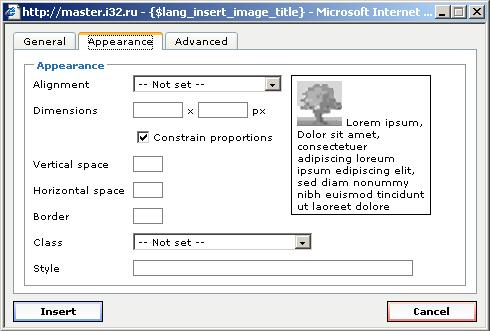 http://master.i32.ru - {$lang_insert_image_title} - Microsoft Internet ...
General Appearance Advanced
Appearance
Alignment -- Not set --
Dimensions x px
Constrain proportions
Vertical space
Horizontal space
Border
Class -- Not set --
Style
Lorem ipsum,
Dolor sit amet,
consectetuer
adipiscing loreum
ipsum edipiscing elit,
sed diam nonummy
nibh euismod tincidunt
ut laoreet dolore
Insert Cancel